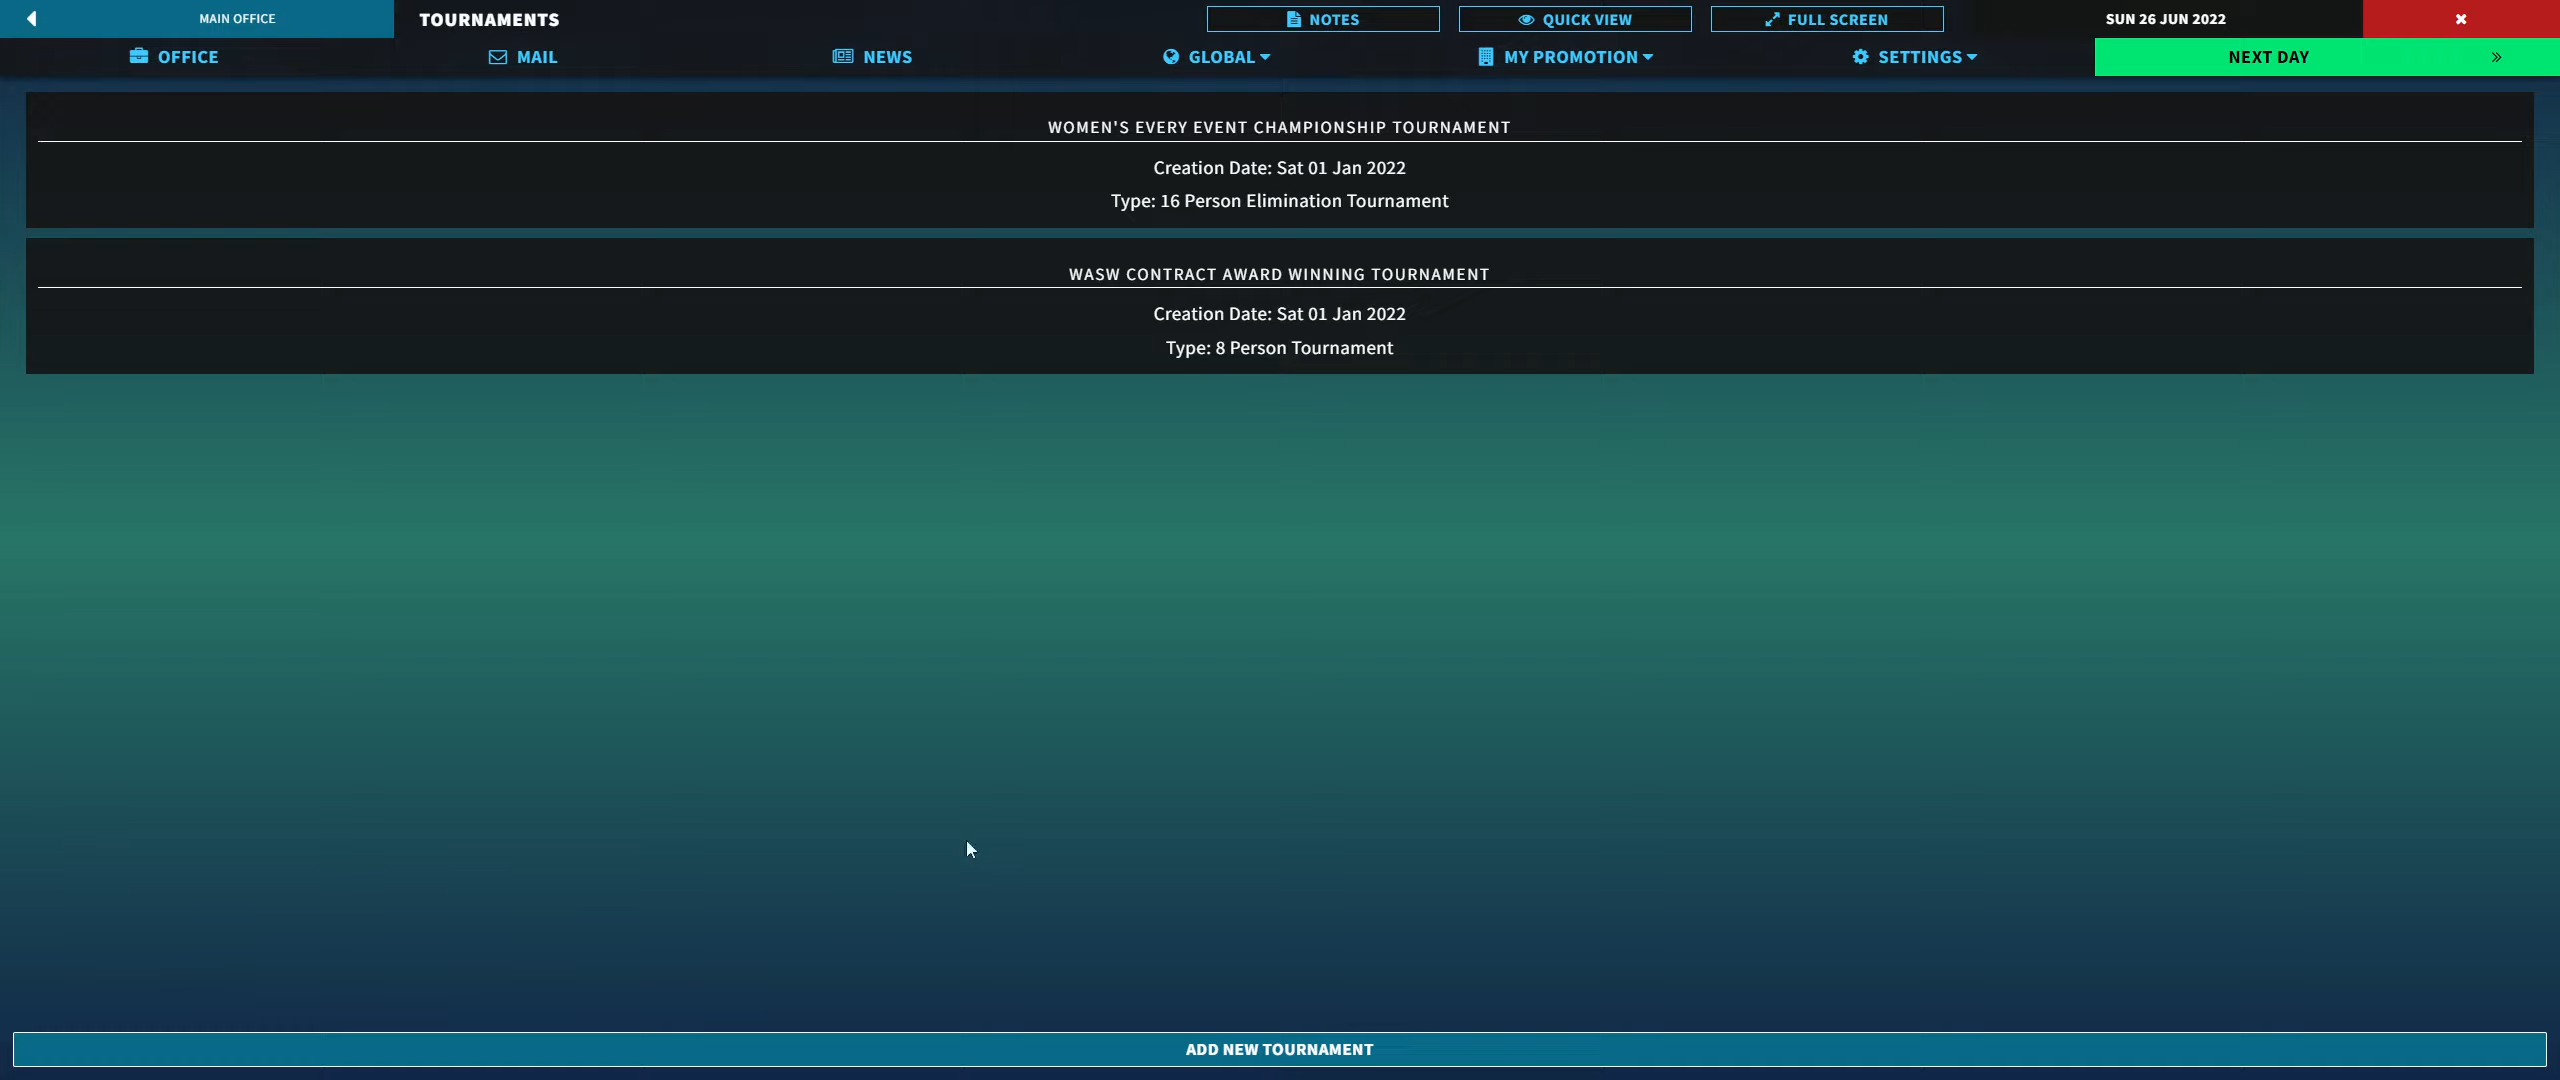 MAIN OFFICE
TOURNAMENTS
NOTES
QUICK VIEW
FULL SCREEN
SUN 26 JUN 2022
OFFICE
MAIL
NEWS
GLOBAL
MY PROMOTION
SETTINGS
NEXT DAY
WOMEN'S EVERY EVENT CHAMPIONSHIP TOURNAMENT
Creation Date: Sat 01 Jan 2022
Type: 16 Person Elimination Tournament
WASW CONTRACT AWARD WINNING TOURNAMENT
Creation Date: Sat 01 Jan 2022
Type: 8 Person Tournament
ADD NEW TOURNAMENT